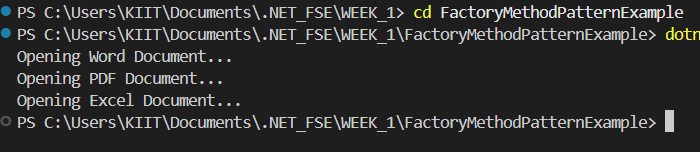 PS C:\Users\KIIT\Documents\.NET_FSE\WEEK_1> cd FactoryMethodPatternExample
PS C:\Users\KIIT\Documents\.NET_FSE\WEEK_1\FactoryMethodPatternExample> dotn
Opening Word Document...
Opening PDF Document...
Opening Excel Document...
PS C:\Users\KIIT\Documents\.NET_FSE\WEEK_1\FactoryMethodPatternExample>